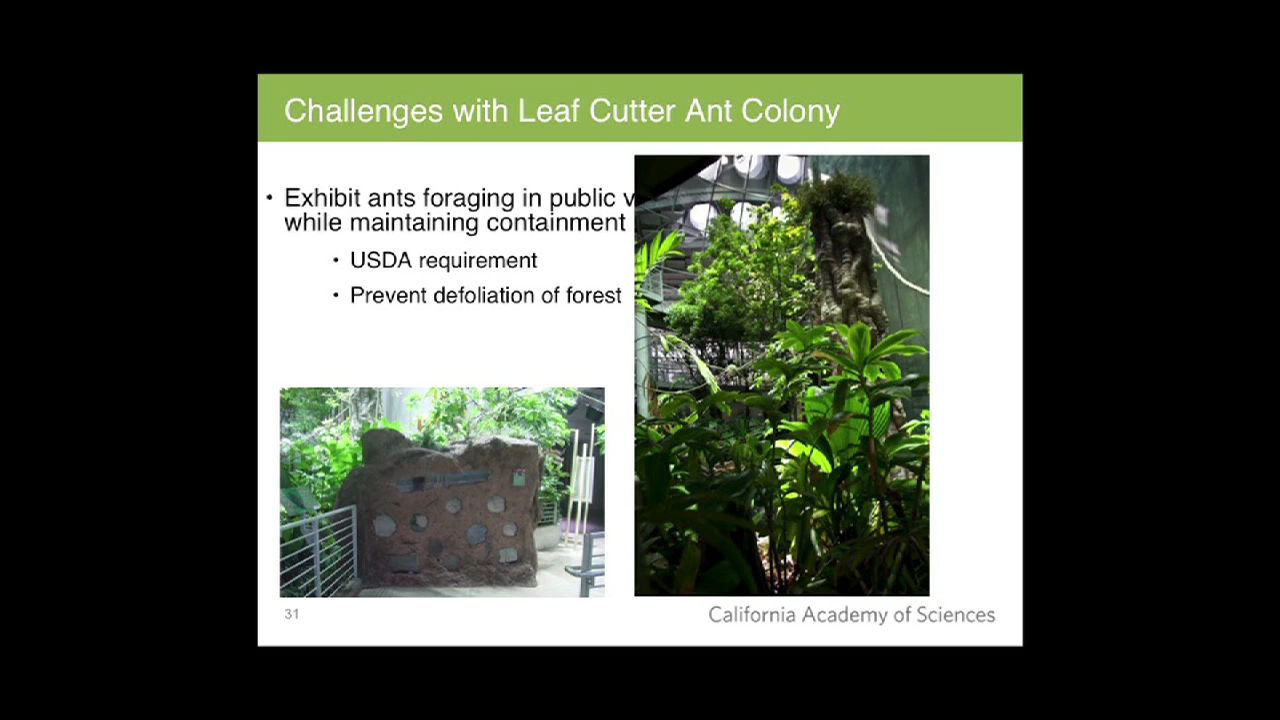 Challenges with Leaf Cutter Ant Colony
• Exhibit ants foraging in public v
while maintaining containment
• USDA requirement
• Prevent defoliation of forest
31
California Academy of Sciences